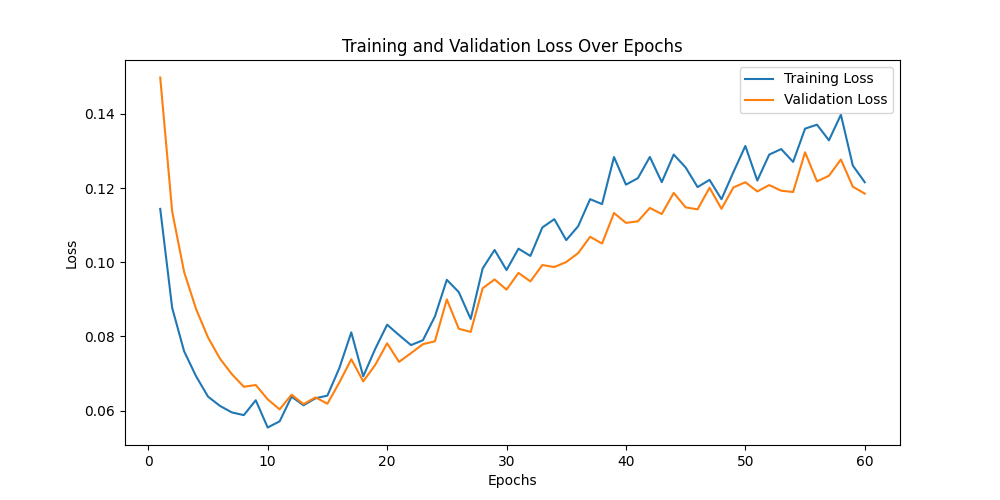 Training and Validation Loss Over Epochs
Training Loss
Validation Loss
0.14
0.12
0.10
0.08
0.06
Loss
0 10 20 30 40 50 60
Epochs